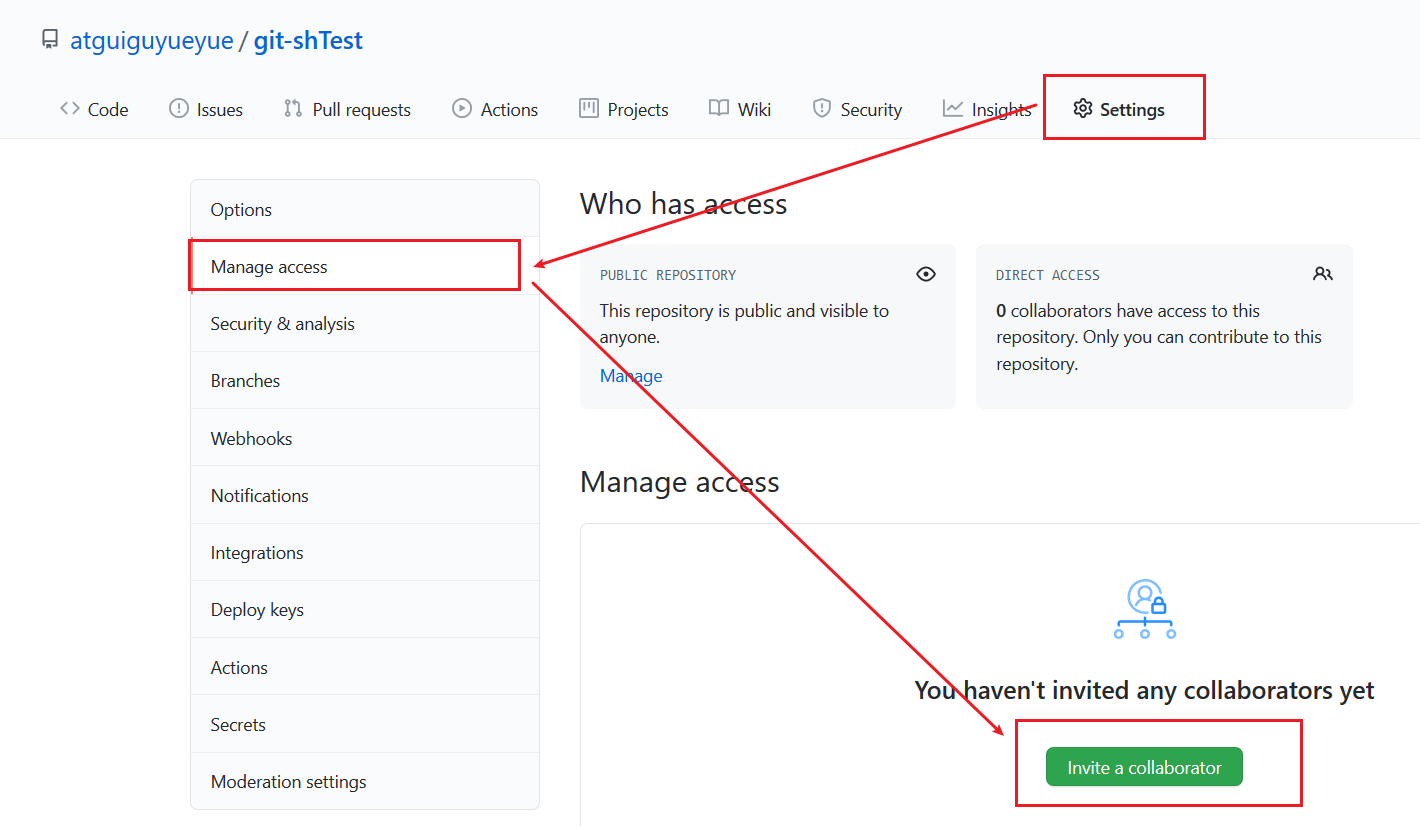 atguiguyueyue / git-shTest
Code Issues Pull requests Actions Projects Wiki Security Insights Settings
Options
Manage access
Security & analysis
Branches
Webhooks
Notifications
Integrations
Deploy keys
Actions
Secrets
Moderation settings
Who has access
PUBLIC REPOSITORY
This repository is public and visible to
anyone.
Manage
DIRECT ACCESS
0 collaborators have access to this
repository. Only you can contribute to this
repository.
Manage access
You haven't invited any collaborators yet
Invite a collaborator